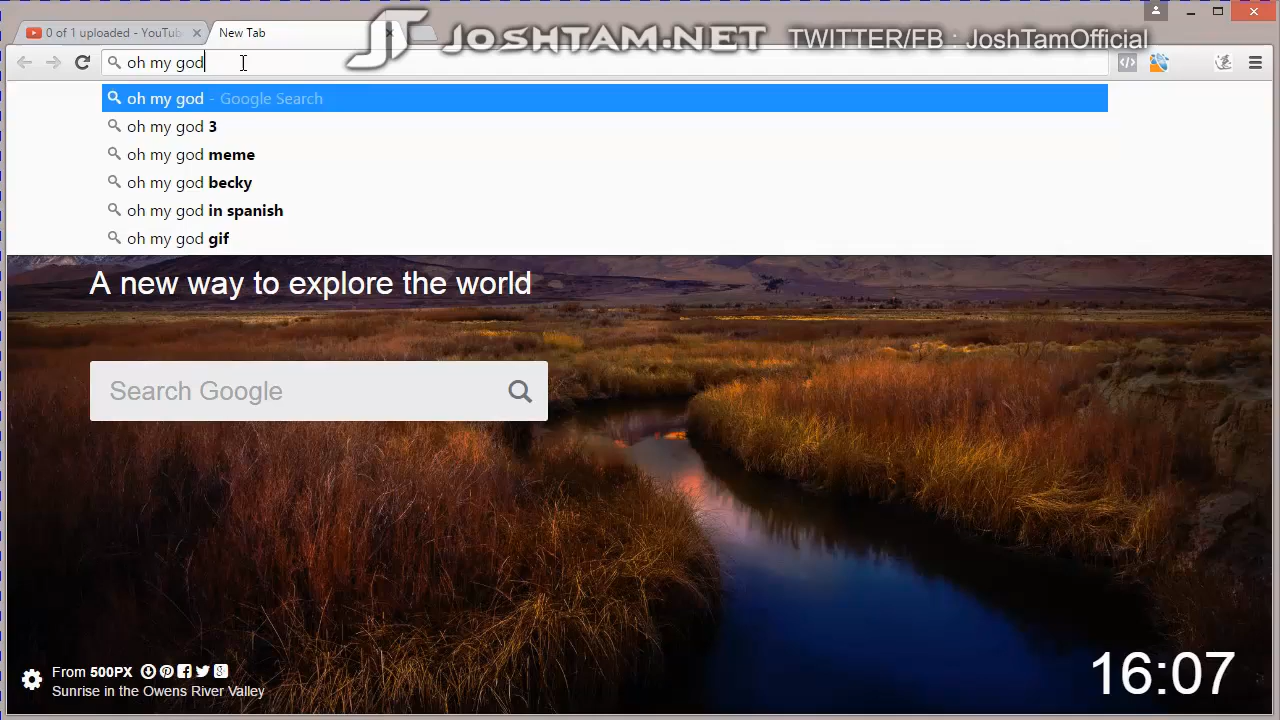 0 of 1 uploaded - YouTub
New Tab
JOSHTAM.NET TWITTER/FB : JoshTamOfficial
oh my god
oh my god - Google Search
oh my god 3
oh my god meme
oh my god becky
oh my god in spanish
oh my god gif
A new way to explore the world
Search Google
From 500PX
Sunrise in the Owens River Valley
16:07